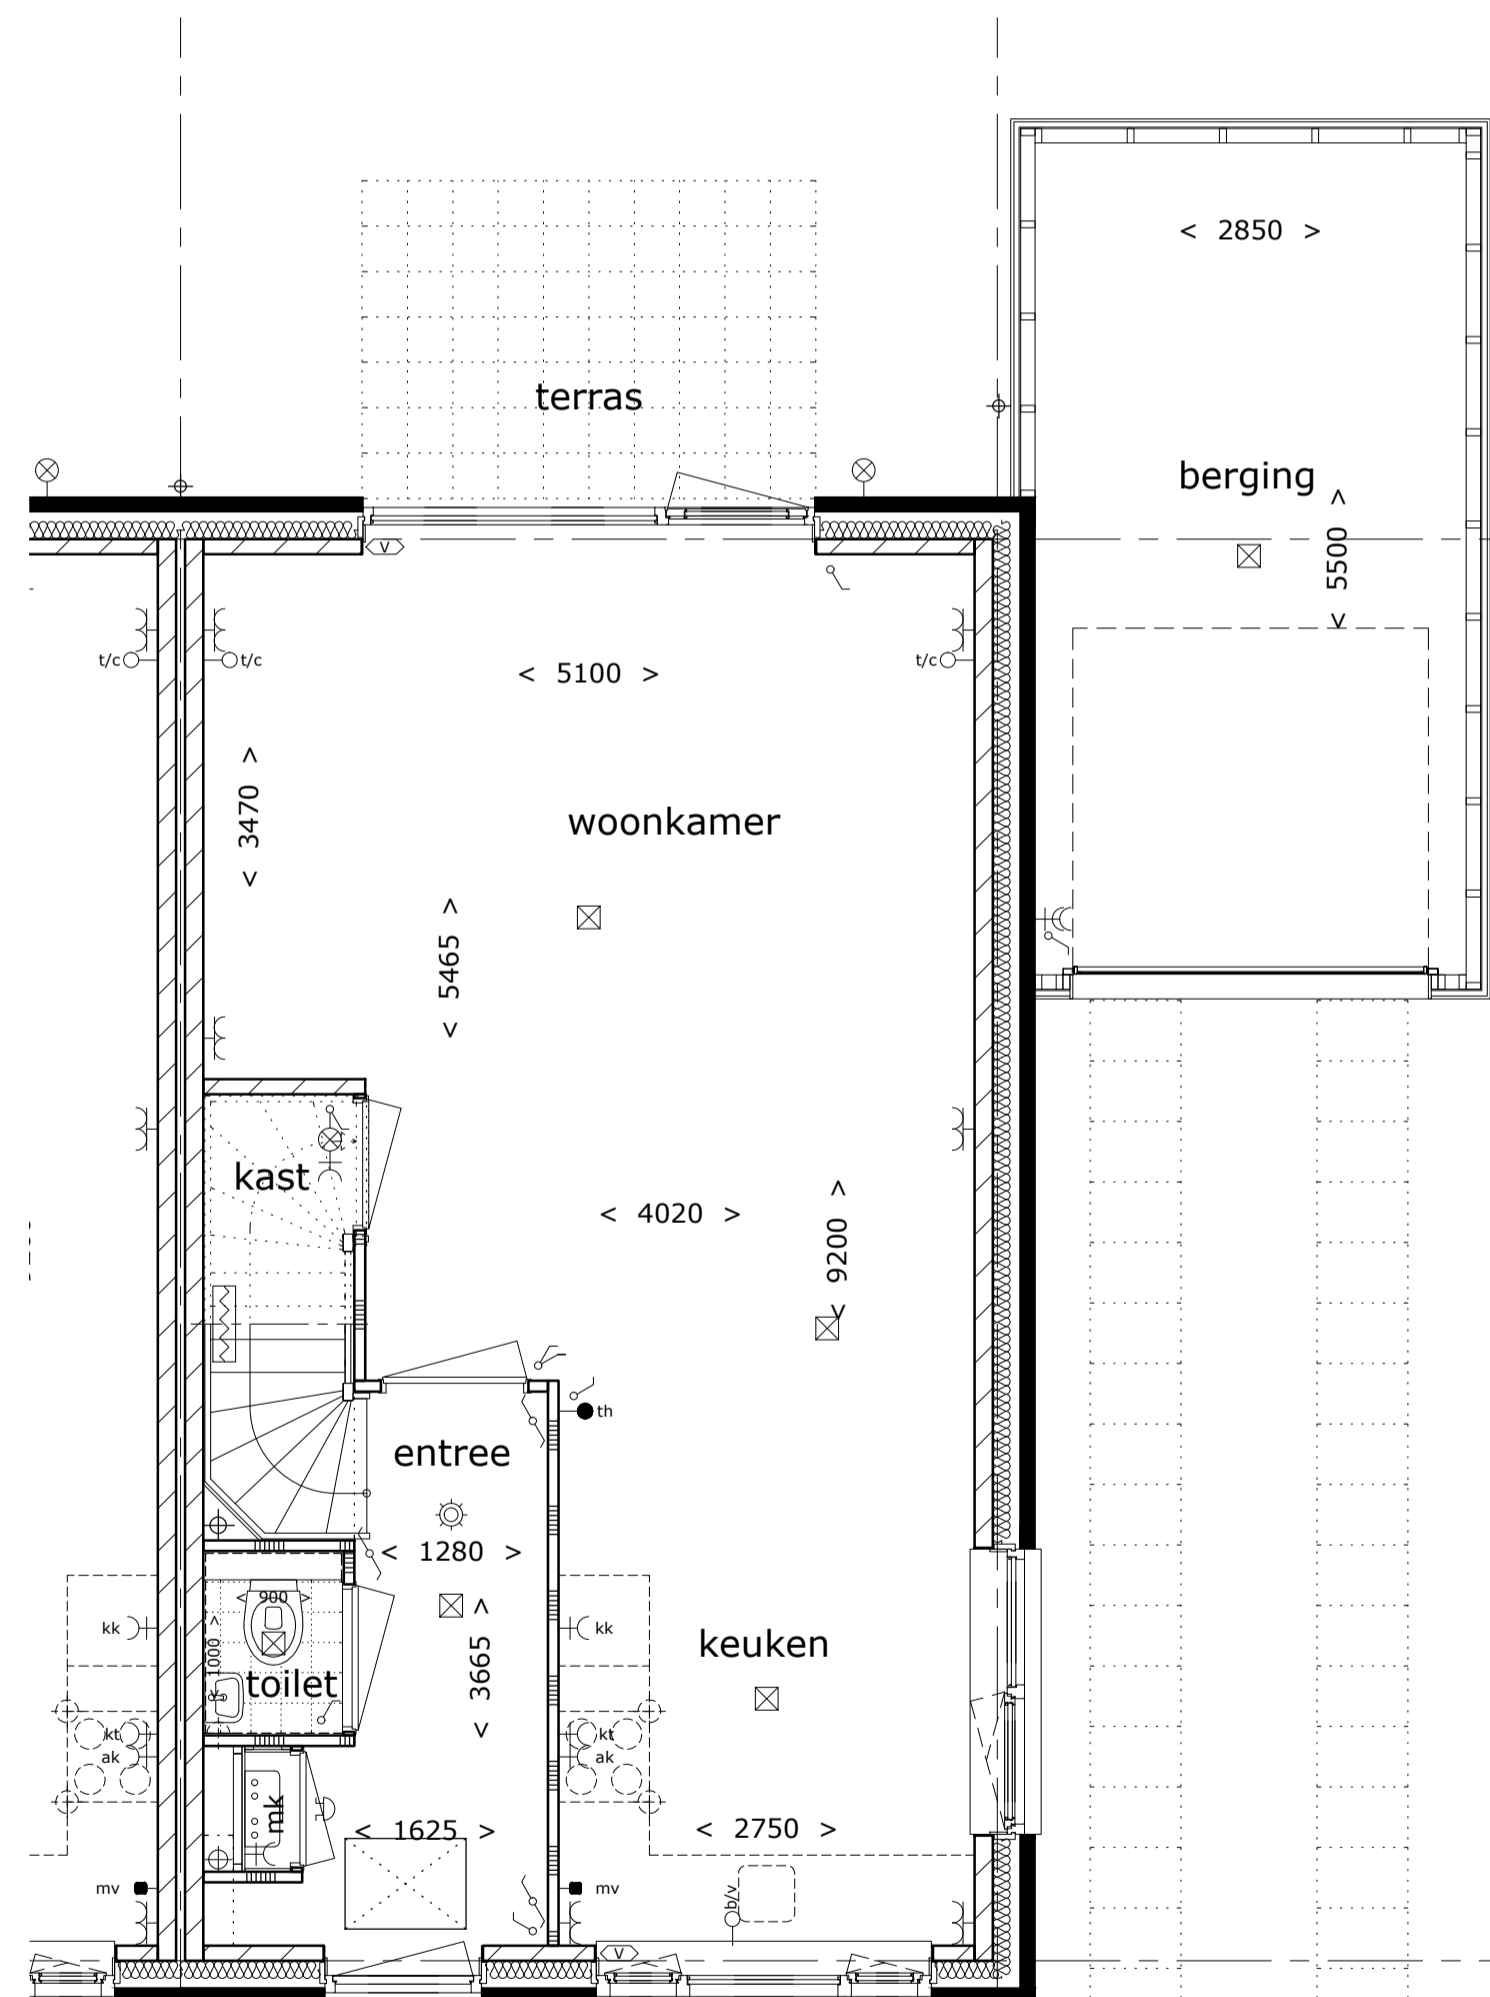 < 2850 >
terras
berging
< 5500 >
V
t/c
t/c
t/c
< 5100 >
< 3470 >
woonkamer
< 5465 >
kast
< 4020 >
< 9200 >
th
entree
< 1280 >
< 900 >
kk
kk
< 1000 >
< 3665 >
keuken
toilet
kt
kt
ak
ak
mk
< 1625 >
< 2750 >
mv
mv
b/v
V